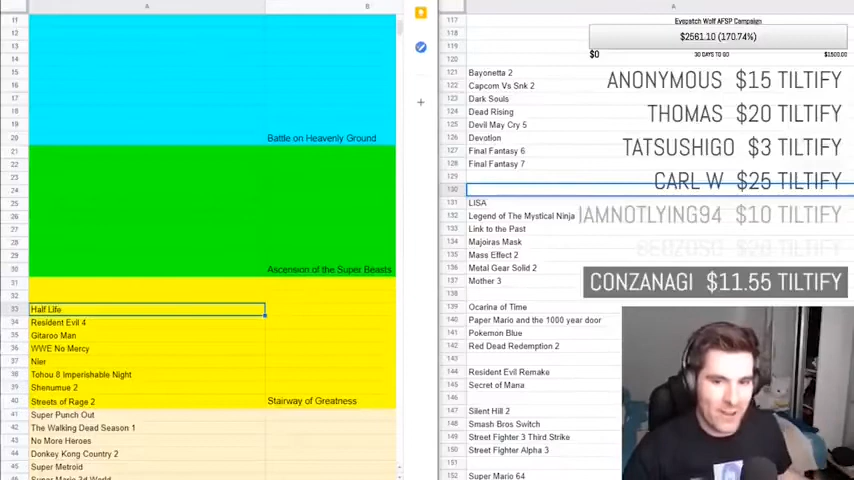 A
B
11
12
13
14
15
16
17
18
19
20
Battle on Heavenly Ground
21
22
23
24
25
26
27
28
29
30
Ascension of the Super Beasts
31
32
33
Half Life
34
Resident Evil 4
35
Gitaroo Man
36
WWE No Mercy
37
NIer
38
Tohou 8 Imperishable Night
39
Shenumue 2
40
Streets of Rage 2
Stairway of Greatness
41
Super Punch Out
42
The Walking Dead Season 1
43
No More Heroes
44
Donkey Kong Country 2
45
Super Metroid
46
Super Mario 3d World
A
117
118
119
120
121
Bayonetta 2
122
Capcom Vs Snk 2
123
Dark Souls
124
Dead Rising
125
Devil May Cry 5
126
Devotion
127
Final Fantasy 6
128
Final Fantasy 7
129
130
131
LISA
132
Legend of The Mystical Ninja
133
Link to the Past
134
Majoiras Mask
135
Mass Effect 2
136
Metal Gear Solid 2
137
Mother 3
138
139
Ocarina of Time
140
Paper Mario and the 1000 year door
141
Pokemon Blue
142
Red Dead Redemption 2
143
144
Resident Evil Remake
145
Secret of Mana
146
147
Silent Hill 2
148
Smash Bros Switch
149
Street Fighter 3 Third Strike
150
Street Fighter Alpha 3
151
152
Super Mario 64
Eyepatch Wolf AFSP Campaign
$2561.10 (170.74%)
$0
30 DAYS TO GO
$1500.00
ANONYMOUS $15 TILTIFY
THOMAS $20 TILTIFY
TATSUSHIGO $3 TILTIFY
CARL W $25 TILTIFY
IAMNOTLYING94 $10 TILTIFY
CONZANAGI $11.55 TILTIFY